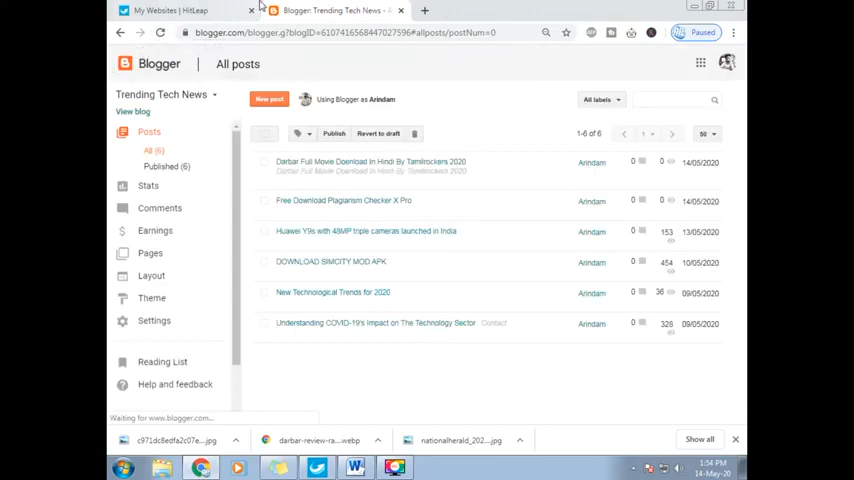 My Websites | HitLeap
Blogger: Trending Tech News - A
blogger.com/blogger.g?blogID=6107416568447027596#allposts/postNum=0
Paused
Blogger
All posts
Trending Tech News
View blog
New post
Using Blogger as Arindam
All labels
Posts
All (6)
Published (6)
Stats
Comments
Earnings
Pages
Layout
Theme
Settings
Reading List
Help and feedback
Publish
Revert to draft
1-6 of 6
1
50
Darbar Full Movie Doenload In Hindi By Tamilrockers 2020
Darbar Full Movie Doenload In Hindi By Tamilrockers 2020
Arindam 0 0 14/05/2020
Free Download Plagiarism Checker X Pro Arindam 0 0 14/05/2020
Huawei Y9s with 48MP triple cameras launched in India Arindam 0 153 13/05/2020
DOWNLOAD SIMCITY MOD APK Arindam 0 454 10/05/2020
New Technological Trends for 2020 Arindam 0 36 09/05/2020
Understanding COVID-19's Impact on The Technology Sector Contact Arindam 0 328 09/05/2020
Waiting for www.blogger.com...
c971dc8edfa2c07e....jpg
darbar-review-ra....webp
nationalherald_202....jpg
Show all
1:54 PM
14-May-20